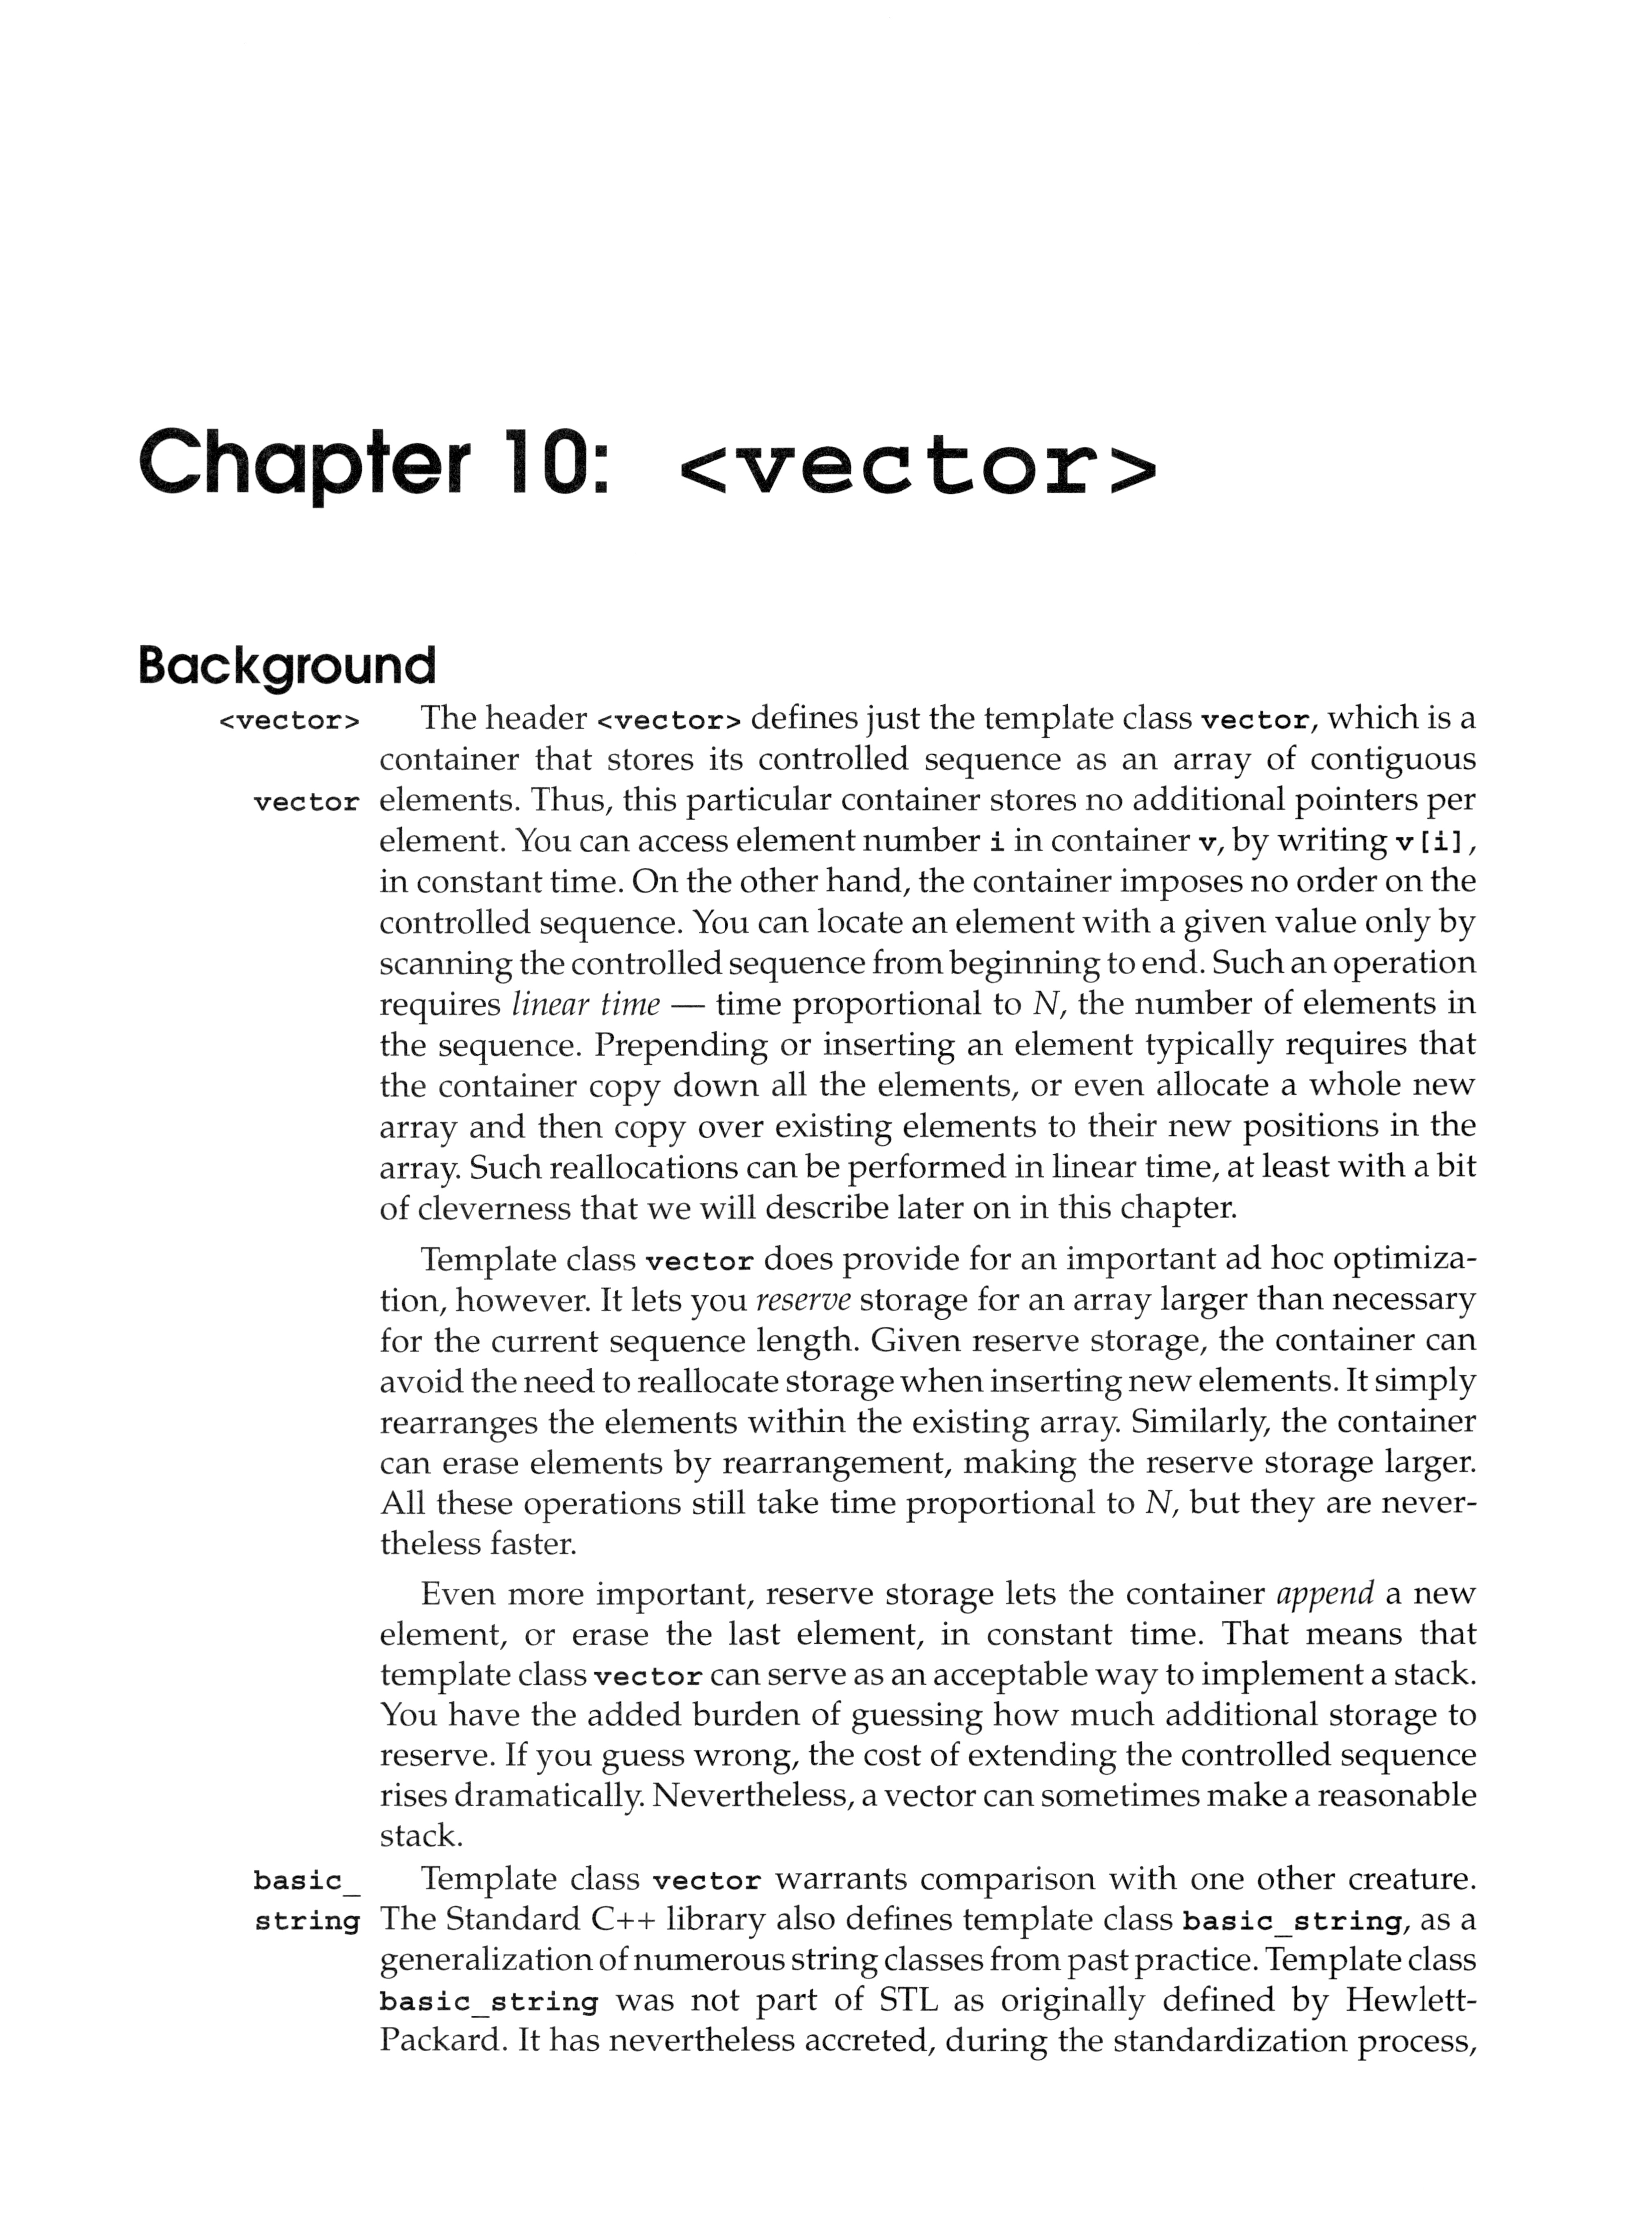 Chapter 10: <vector>
Background
<vector> The header <vector> defines just the template class vector, which is a
container that stores its controlled sequence as an array of contiguous
vector elements. Thus, this particular container stores no additional pointers per
element. You can access element number i in container v, by writing v[i],
in constant time. On the other hand, the container imposes no order on the
controlled sequence. You can locate an element with a given value only by
scanning the controlled sequence from beginning to end. Such an operation
requires linear time — time proportional to N, the number of elements in
the sequence. Prepending or inserting an element typically requires that
the container copy down all the elements, or even allocate a whole new
array and then copy over existing elements to their new positions in the
array. Such reallocations can be performed in linear time, at least with a bit
of cleverness that we will describe later on in this chapter.
Template class vector does provide for an important ad hoc optimiza-
tion, however. It lets you reserve storage for an array larger than necessary
for the current sequence length. Given reserve storage, the container can
avoid the need to reallocate storage when inserting new elements. It simply
rearranges the elements within the existing array. Similarly, the container
can erase elements by rearrangement, making the reserve storage larger.
All these operations still take time proportional to N, but they are never-
theless faster.
Even more important, reserve storage lets the container append a new
element, or erase the last element, in constant time. That means that
template class vector can serve as an acceptable way to implement a stack.
You have the added burden of guessing how much additional storage to
reserve. If you guess wrong, the cost of extending the controlled sequence
rises dramatically. Nevertheless, a vector can sometimes make a reasonable
stack.
basic_ Template class vector warrants comparison with one other creature.
string The Standard C++ library also defines template class basic_string, as a
generalization of numerous string classes from past practice. Template class
basic_string was not part of STL as originally defined by Hewlett-
Packard. It has nevertheless accreted, during the standardization process,